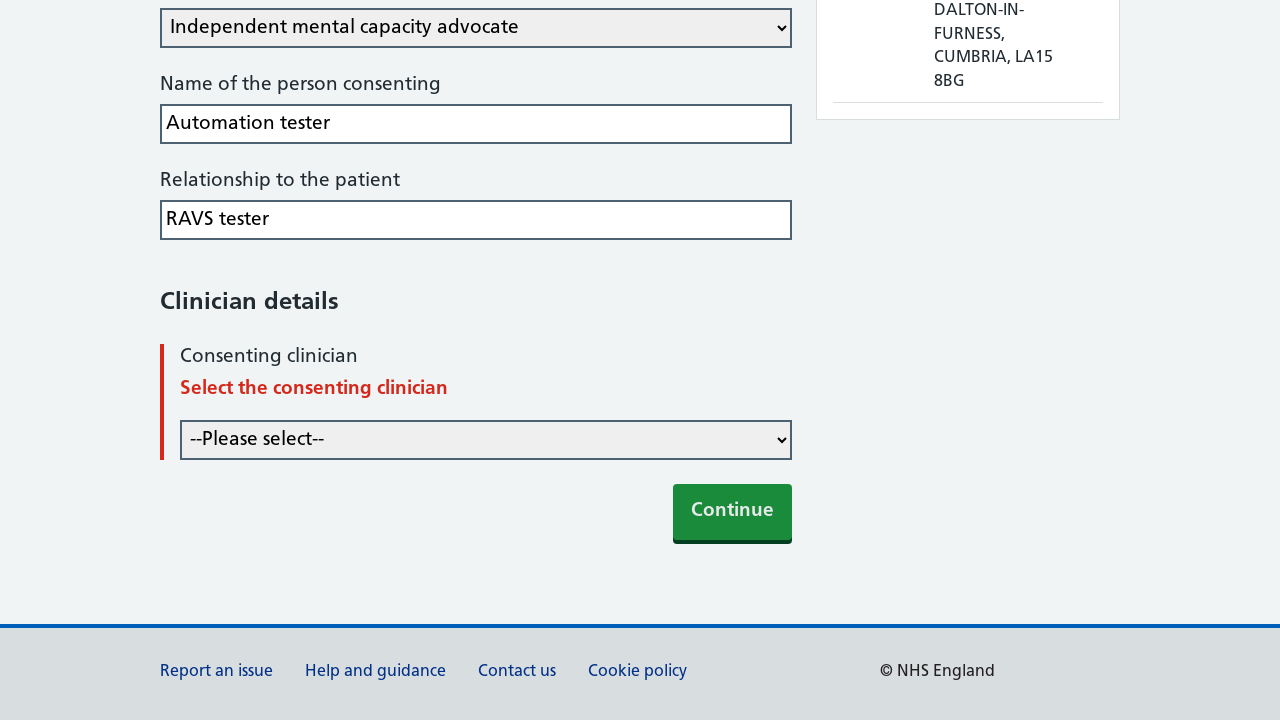 Independent mental capacity advocate
Name of the person consenting
Automation tester
Relationship to the patient
RAVS tester
Clinician details
Consenting clinician
Select the consenting clinician
--Please select--
Continue
DALTON-IN-
FURNESS,
CUMBRIA, LA15
8BG
Report an issue
Help and guidance
Contact us
Cookie policy
© NHS England